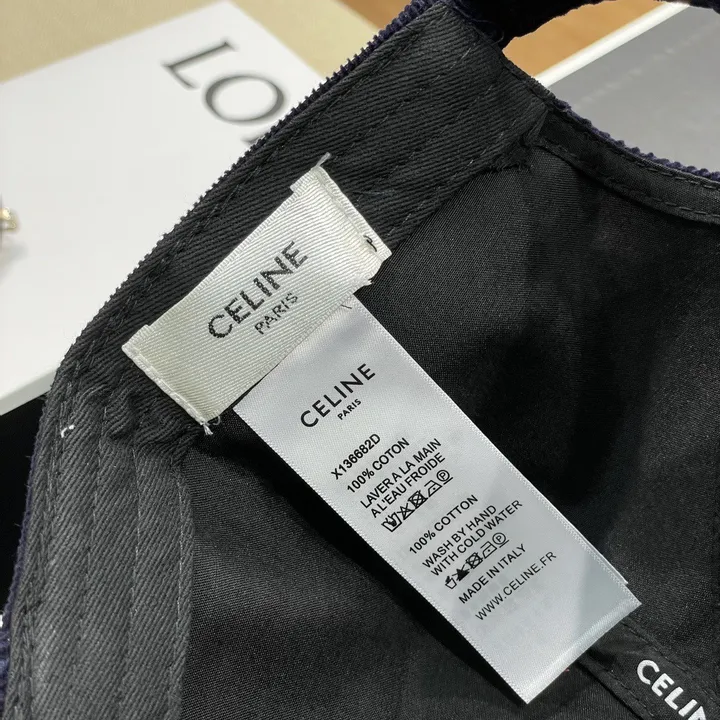 LO
CELINE
PARIS
CELINE
PARIS
X136682D
100% COTON
LAVER A LA MAIN
A L'EAU FROIDE
100% COTTON
WASH BY HAND
WITH COLD WATER
MADE IN ITALY
WWW.CELINE.FR
CELIN